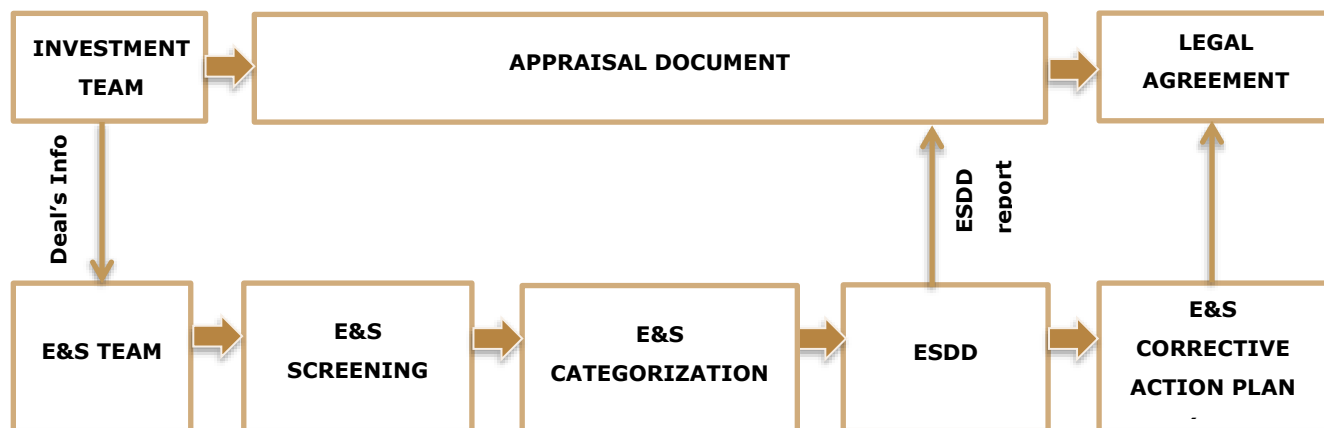 INVESTMENT
TEAM
APPRAISAL DOCUMENT
LEGAL
AGREEMENT
Deal's Info
ESDD
report
E&S TEAM
E&S
SCREENING
E&S
CATEGORIZATION
ESDD
E&S
CORRECTIVE
ACTION PLAN